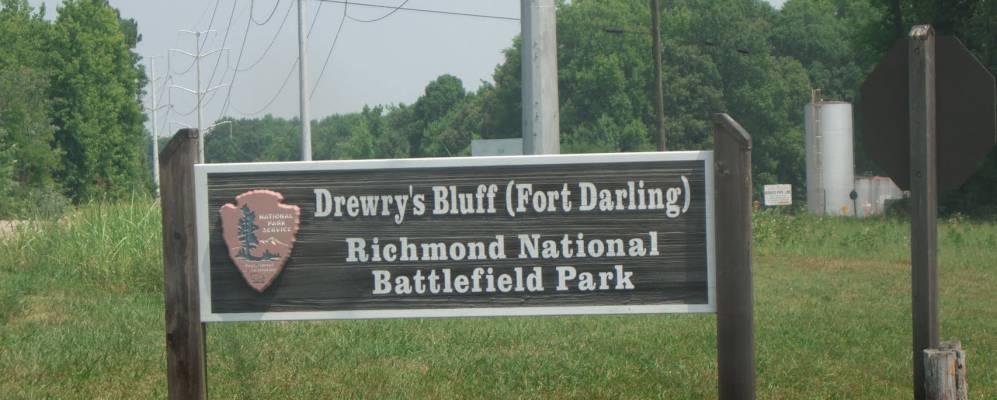 NATIONAL
PARK
SERVICE
Drewry's Bluff (Fort Darling)
Richmond National
Battlefield Park